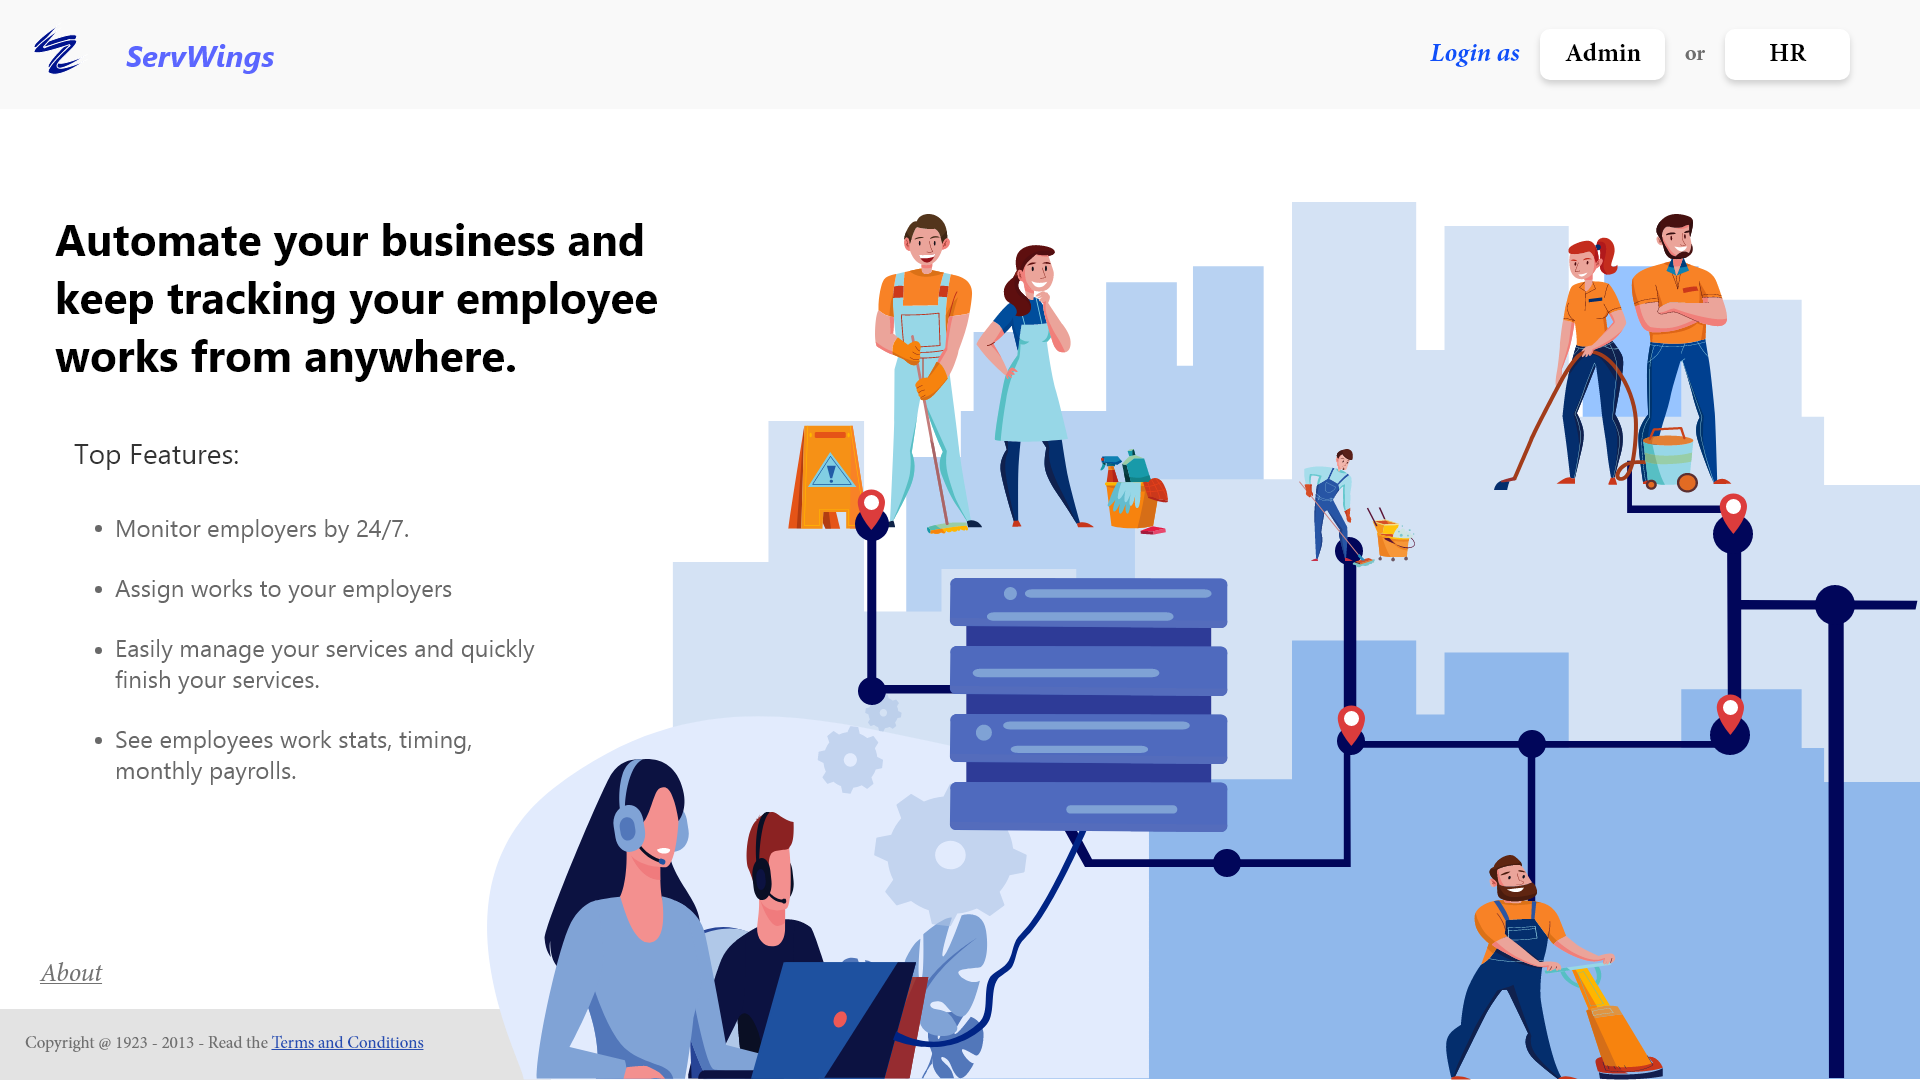 ServWings
Login as
Admin
or
HR
Automate your business and
keep tracking your employee
works from anywhere.
Top Features:
• Monitor employers by 24/7.
• Assign works to your employers
• Easily manage your services and quickly
finish your services.
• See employees work stats, timing,
monthly payrolls.
About
Copyright @ 1923 - 2013 - Read the Terms and Conditions